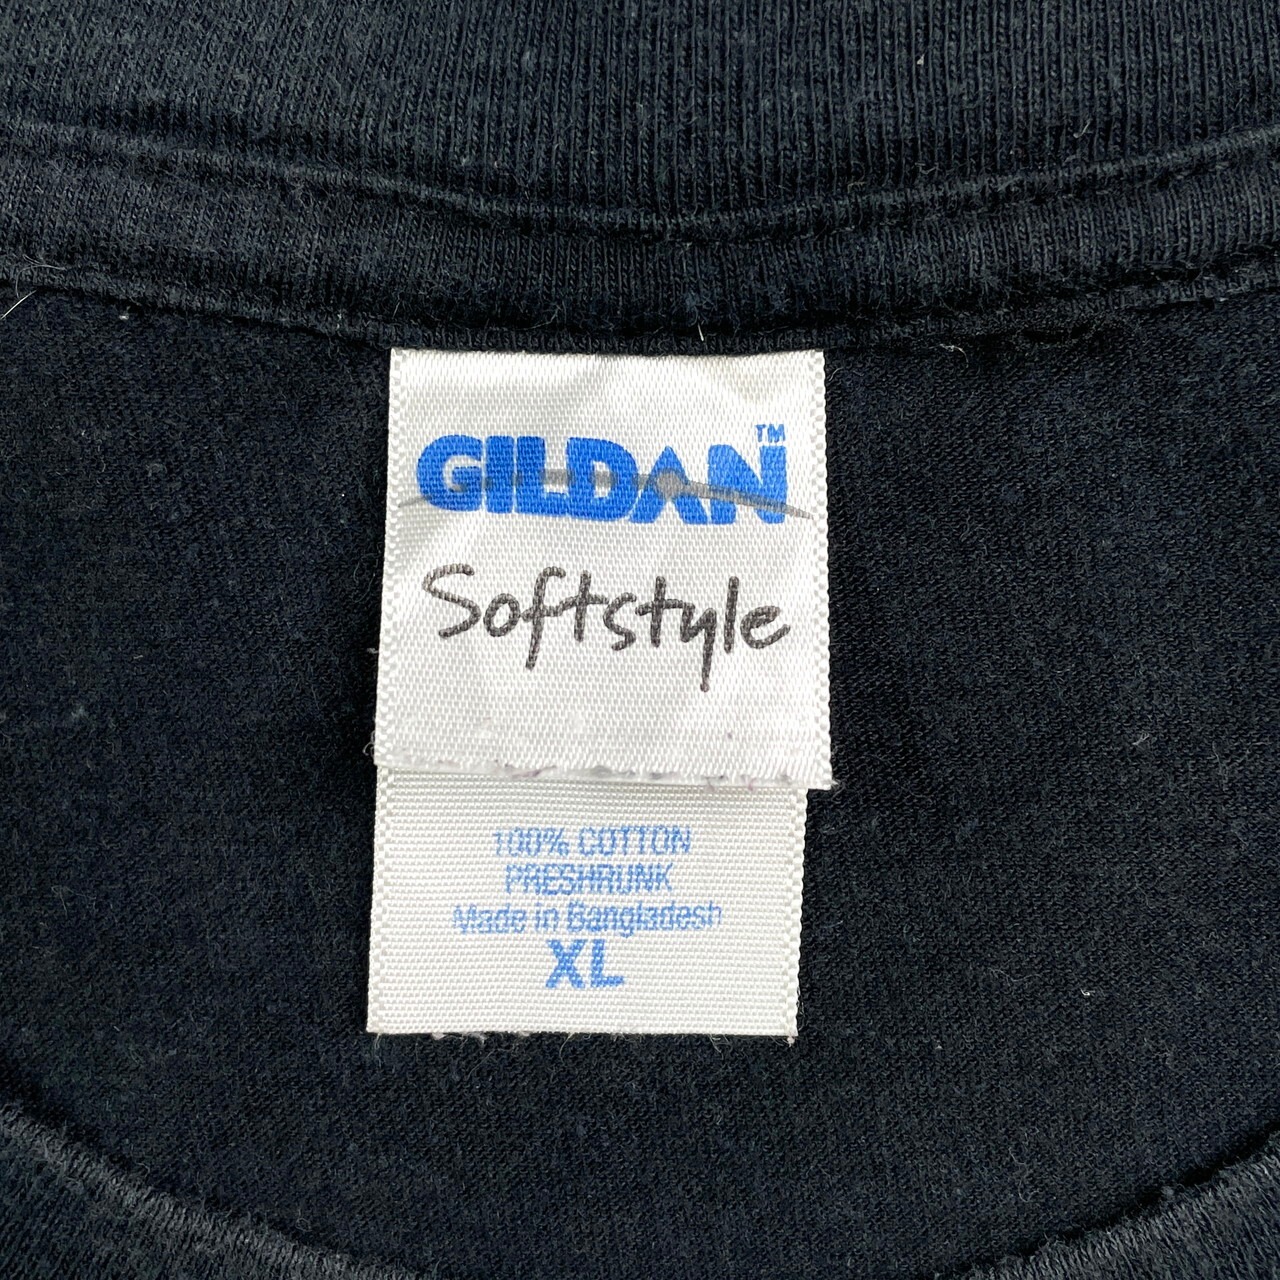 GILDAN™
Softstyle
100% COTTON
PRESHRUNK
Made in Bangladesh
XL